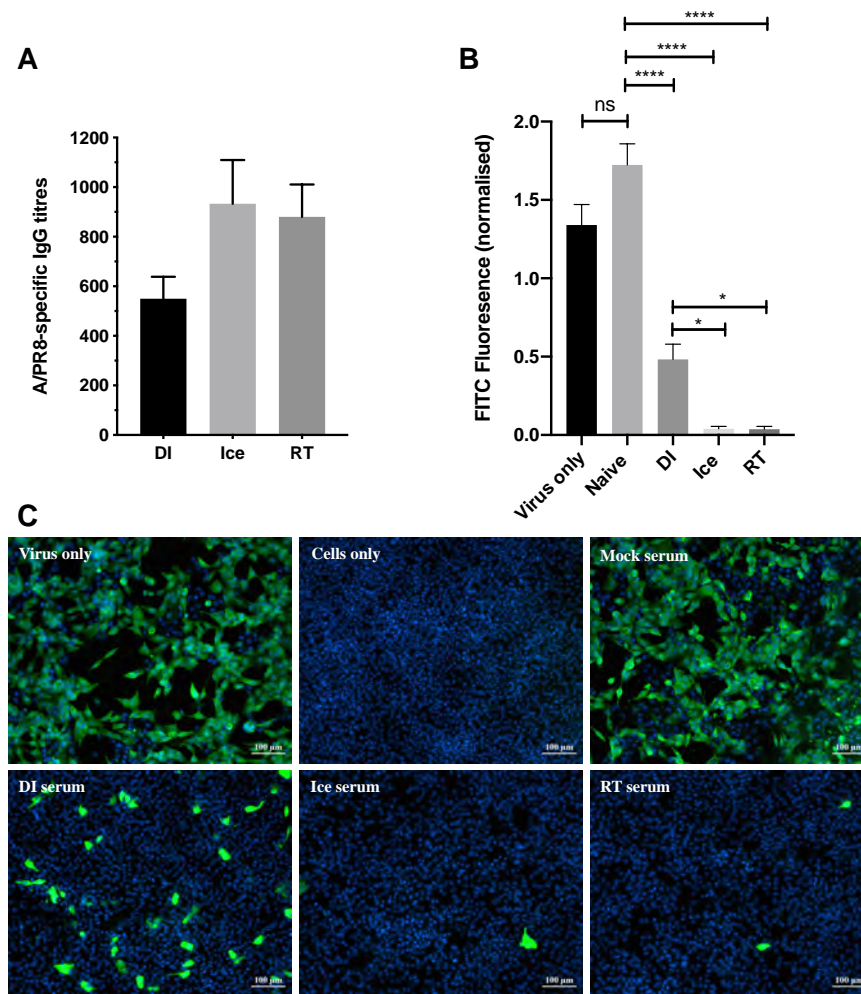 A
A/PR8-specific IgG titres
1200
1000
800
600
400
200
0
DI Ice RT
B
****
****
****
ns
*
*
FITC Fluoresence (normalised)
2.0
1.5
1.0
0.5
0.0
Virus only Naive DI Ice RT
C
Virus only Cells only Mock serum
100 μm 100 μm 100 μm
DI serum Ice serum RT serum
100 μm 100 μm 100 μm